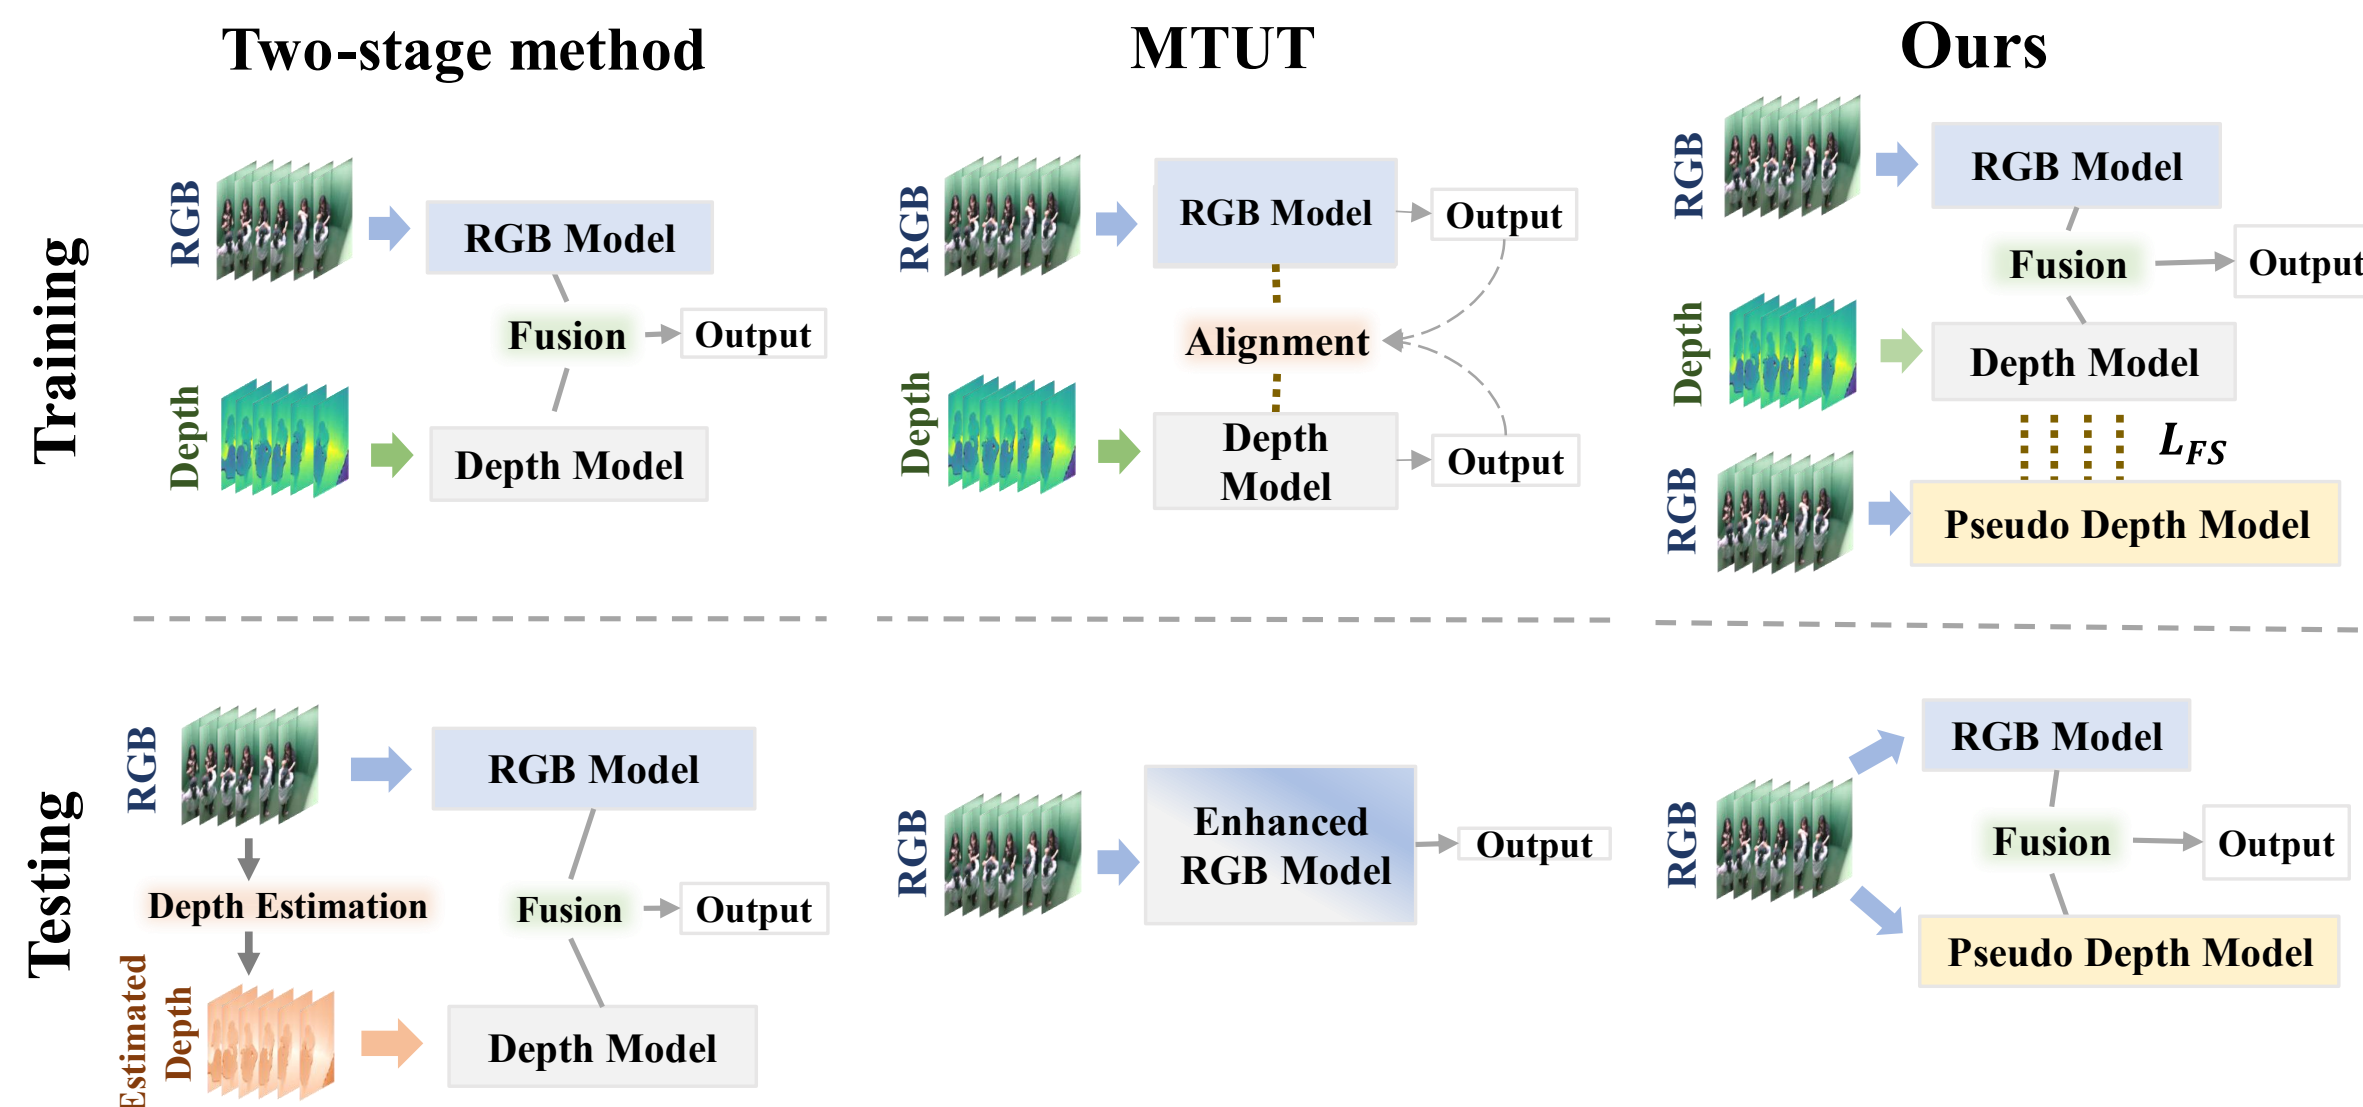 Two-stage method
MTUT
Ours
Training
RGB
RGB Model
Fusion
Output
Depth
Depth Model
RGB
RGB Model
Output
Alignment
Depth
Depth
Model
Output
RGB
RGB Model
Fusion
Output
Depth
Depth Model
L_FS
RGB
Pseudo Depth Model
Testing
RGB
RGB Model
Depth Estimation
Fusion
Output
Estimated
Depth
Depth Model
RGB
Enhanced
RGB Model
Output
RGB
RGB Model
Fusion
Output
Pseudo Depth Model